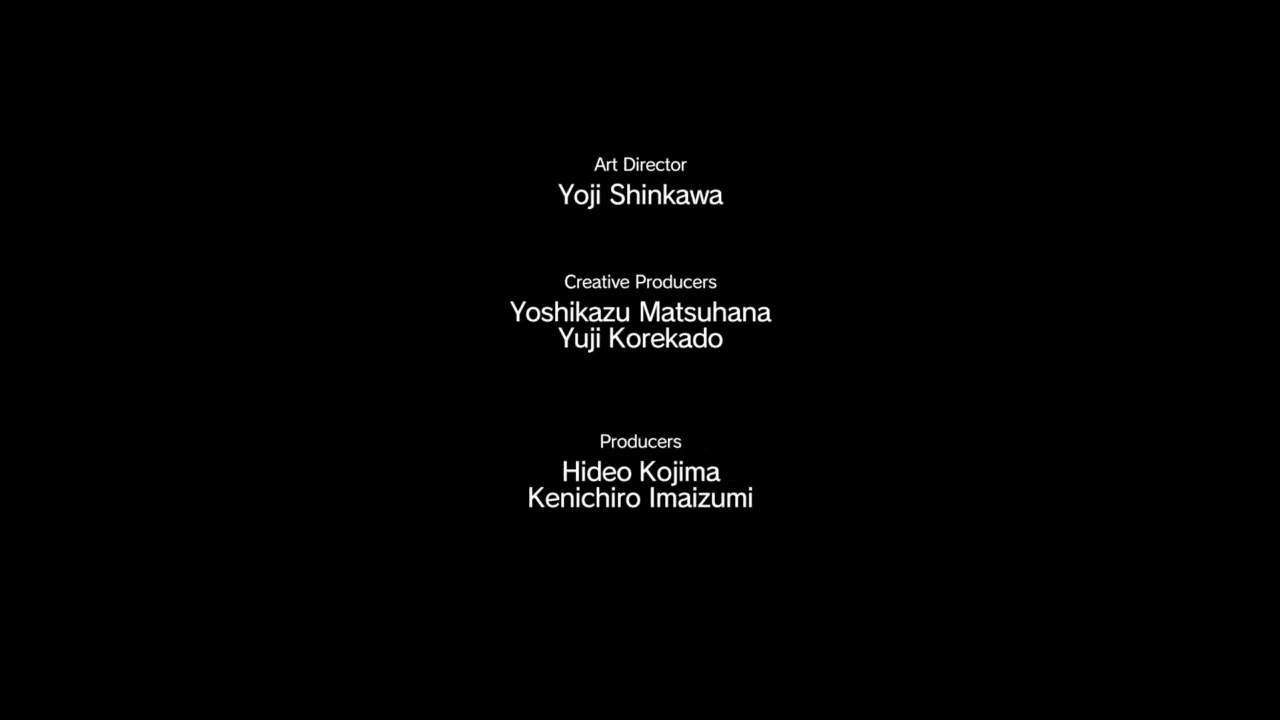 Art Director
Yoji Shinkawa
Creative Producers
Yoshikazu Matsuhana
Yuji Korekado
Producers
Hideo Kojima
Kenichiro Imaizumi